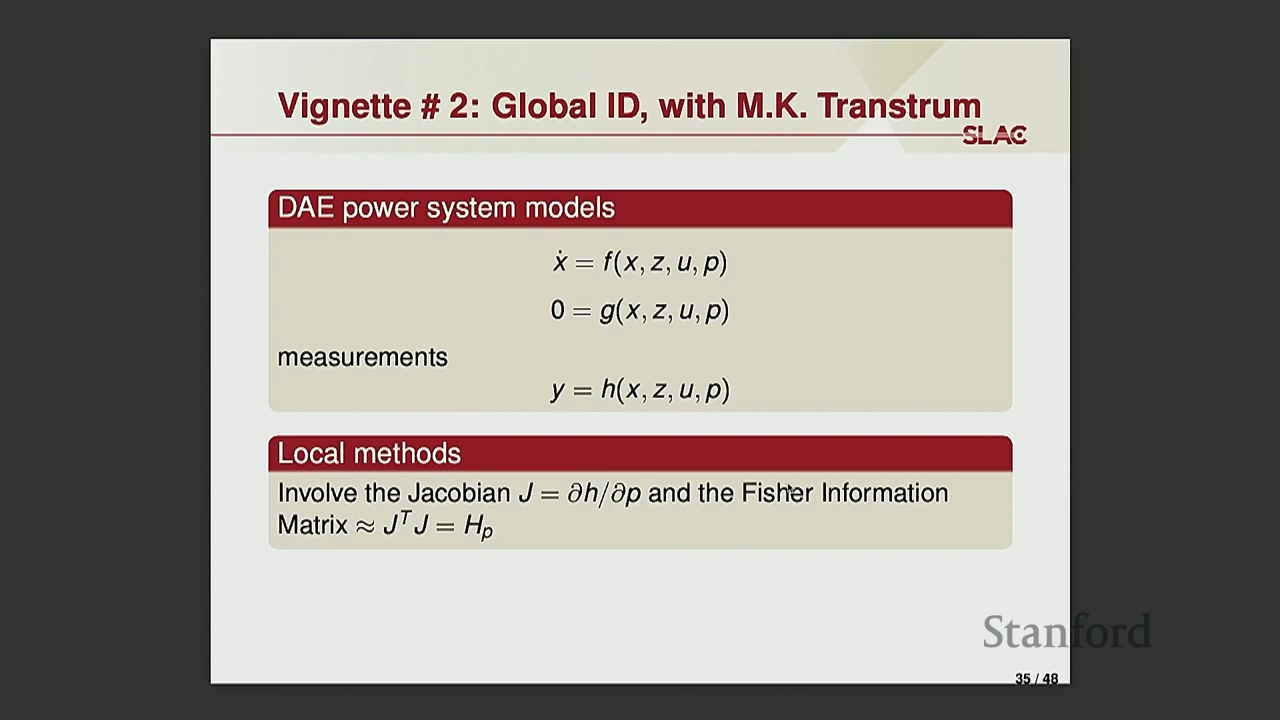 Vignette # 2: Global ID, with M.K. Transtrum
SLAC
DAE power system models
ẋ = f(x, z, u, p)
0 = g(x, z, u, p)
measurements
y = h(x, z, u, p)
Local methods
Involve the Jacobian J = ∂h/∂p and the Fisher Information
Matrix ≈ JᵀJ = Hₚ
Stanford
35 / 48